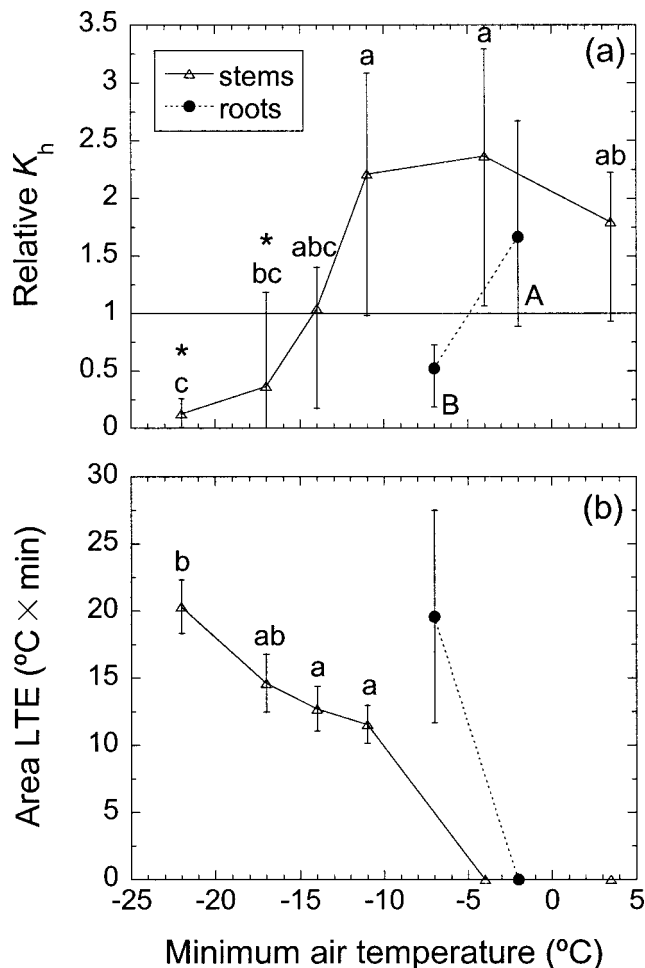 3.5
3
2.5
2
1.5
1
0.5
0
Relative Kh
stems
roots
(a)
a
a
ab
abc
*
bc
*
c
A
B
30
25
20
15
10
5
0
Area LTE (ºC × min)
(b)
b
ab
a
a
-25 -20 -15 -10 -5 0 5
Minimum air temperature (ºC)